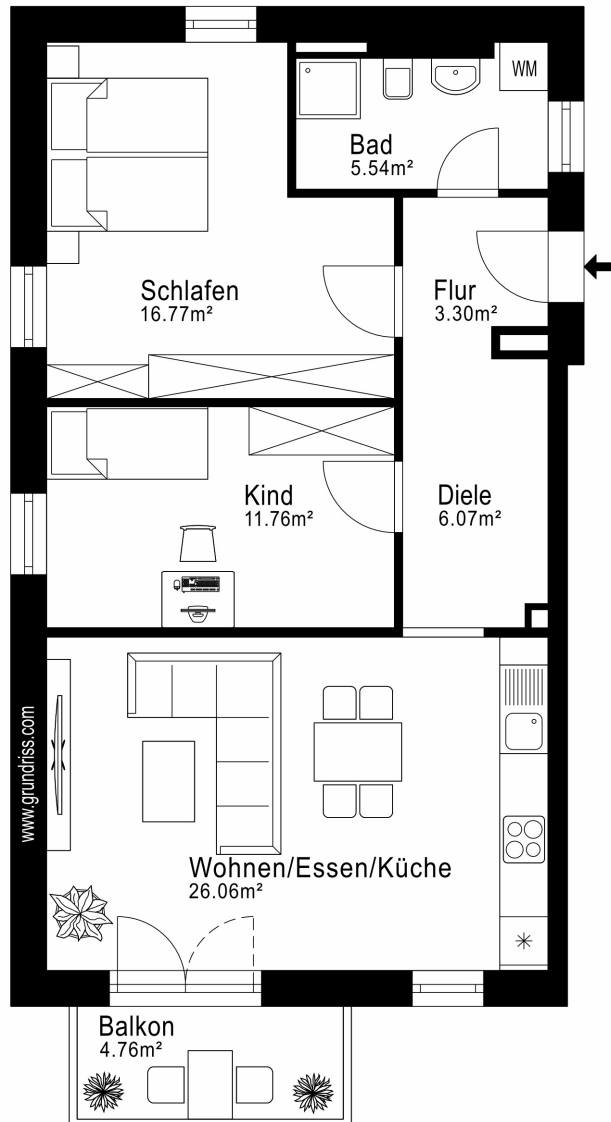 WM
Bad
5.54m²
Schlafen
16.77m²
Flur
3.30m²
Kind
11.76m²
Diele
6.07m²
www.grundriss.com
Wohnen/Essen/Küche
26.06m²
Balkon
4.76m²